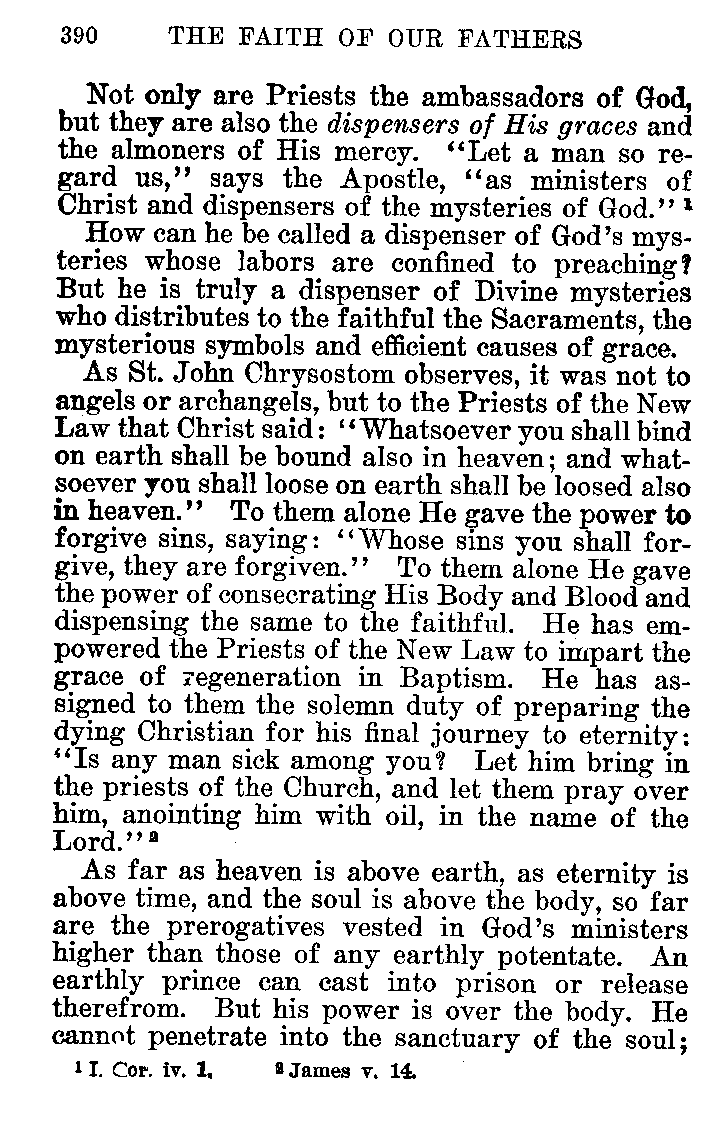 390 THE FAITH OF OUR FATHERS
Not only are Priests the ambassadors of God,
but they are also the dispensers of His graces and
the almoners of His mercy. “Let a man so re-
gard us,” says the Apostle, “as ministers of
Christ and dispensers of the mysteries of God.” ¹
How can he be called a dispenser of God’s mys-
teries whose labors are confined to preaching?
But he is truly a dispenser of Divine mysteries
who distributes to the faithful the Sacraments, the
mysterious symbols and efficient causes of grace.
As St. John Chrysostom observes, it was not to
angels or archangels, but to the Priests of the New
Law that Christ said: “Whatsoever you shall bind
on earth shall be bound also in heaven; and what-
soever you shall loose on earth shall be loosed also
in heaven.” To them alone He gave the power to
forgive sins, saying: “Whose sins you shall for-
give, they are forgiven.” To them alone He gave
the power of consecrating His Body and Blood and
dispensing the same to the faithful. He has em-
powered the Priests of the New Law to impart the
grace of regeneration in Baptism. He has as-
signed to them the solemn duty of preparing the
dying Christian for his final journey to eternity:
“Is any man sick among you? Let him bring in
the priests of the Church, and let them pray over
him, anointing him with oil, in the name of the
Lord.” ²
As far as heaven is above earth, as eternity is
above time, and the soul is above the body, so far
are the prerogatives vested in God’s ministers
higher than those of any earthly potentate. An
earthly prince can cast into prison or release
therefrom. But his power is over the body. He
cannot penetrate into the sanctuary of the soul;
¹ I. Cor. iv. 1. ² James v. 14.